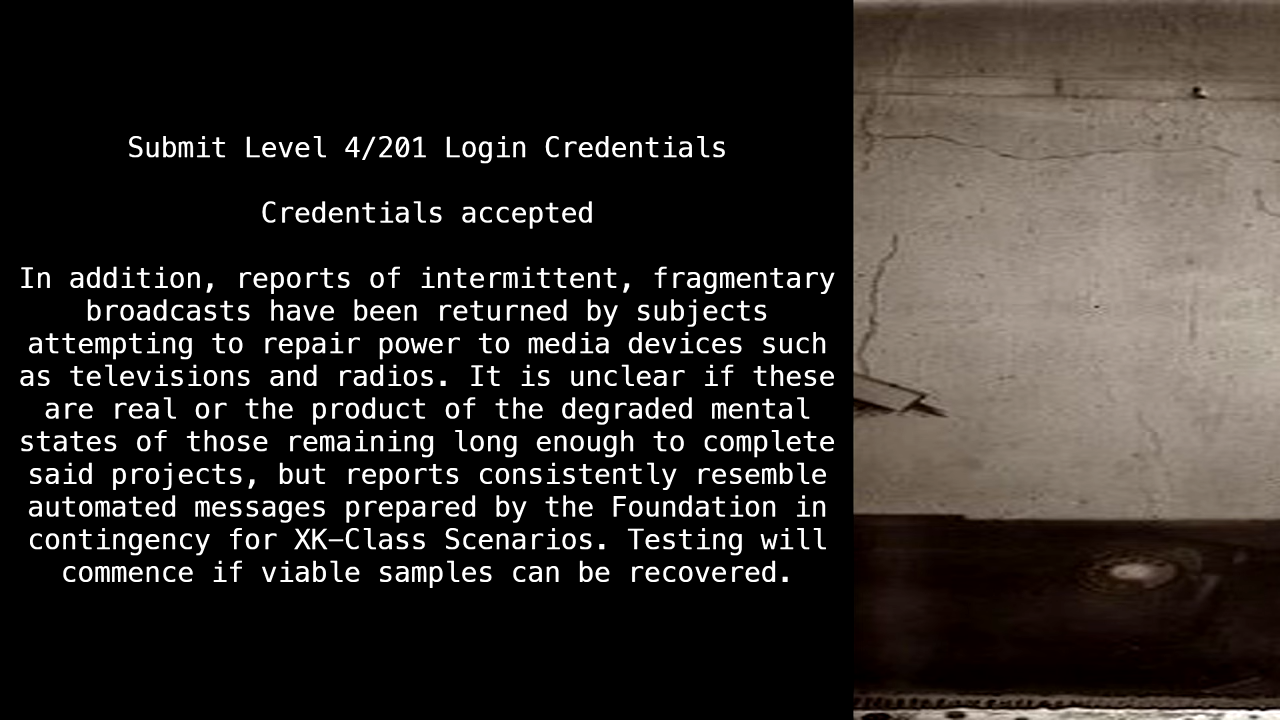 Submit Level 4/201 Login Credentials
Credentials accepted
In addition, reports of intermittent, fragmentary
broadcasts have been returned by subjects
attempting to repair power to media devices such
as televisions and radios. It is unclear if these
are real or the product of the degraded mental
states of those remaining long enough to complete
said projects, but reports consistently resemble
automated messages prepared by the Foundation in
contingency for XK–Class Scenarios. Testing will
commence if viable samples can be recovered.